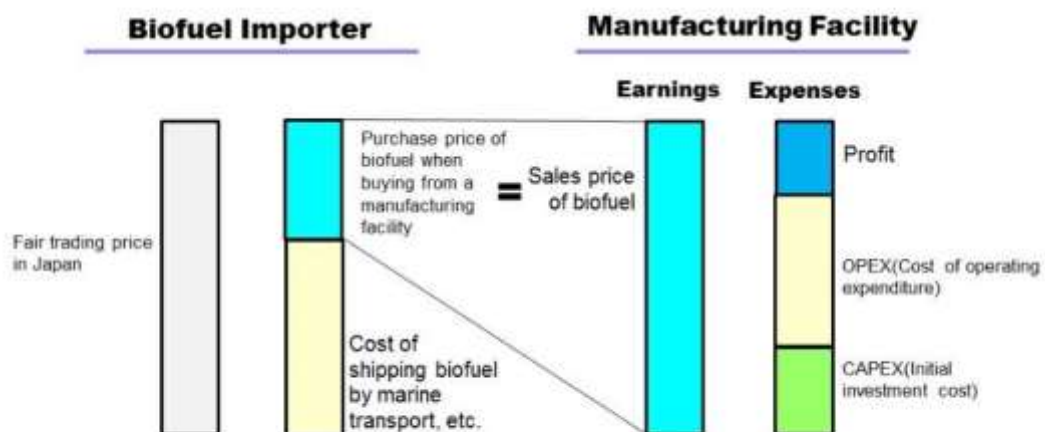 Biofuel Importer
Manufacturing Facility
Earnings
Expenses
Fair trading price
in Japan
Purchase price of
biofuel when
buying from a
manufacturing
facility
=
Sales price
of biofuel
Cost of
shipping biofuel
by marine
transport, etc.
Profit
OPEX(Cost of operating
expenditure)
CAPEX(Initial
investment cost)